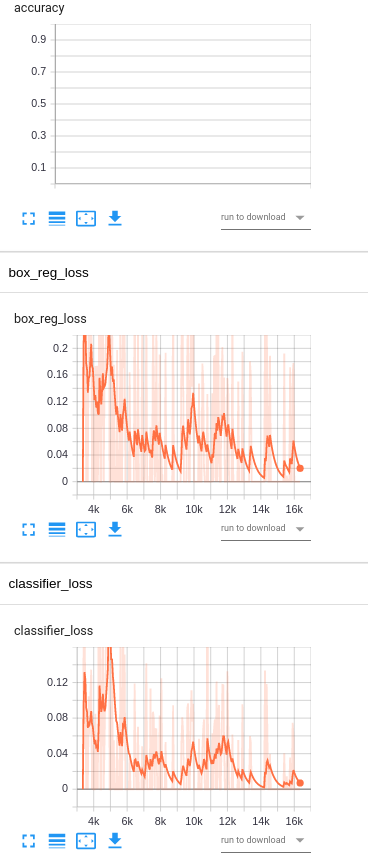 accuracy
0.9
0.7
0.5
0.3
0.1
run to download
box_reg_loss
box_reg_loss
0.2
0.16
0.12
0.08
0.04
0
4k 6k 8k 10k 12k 14k 16k
run to download
classifier_loss
classifier_loss
0.12
0.08
0.04
0
4k 6k 8k 10k 12k 14k 16k
run to download